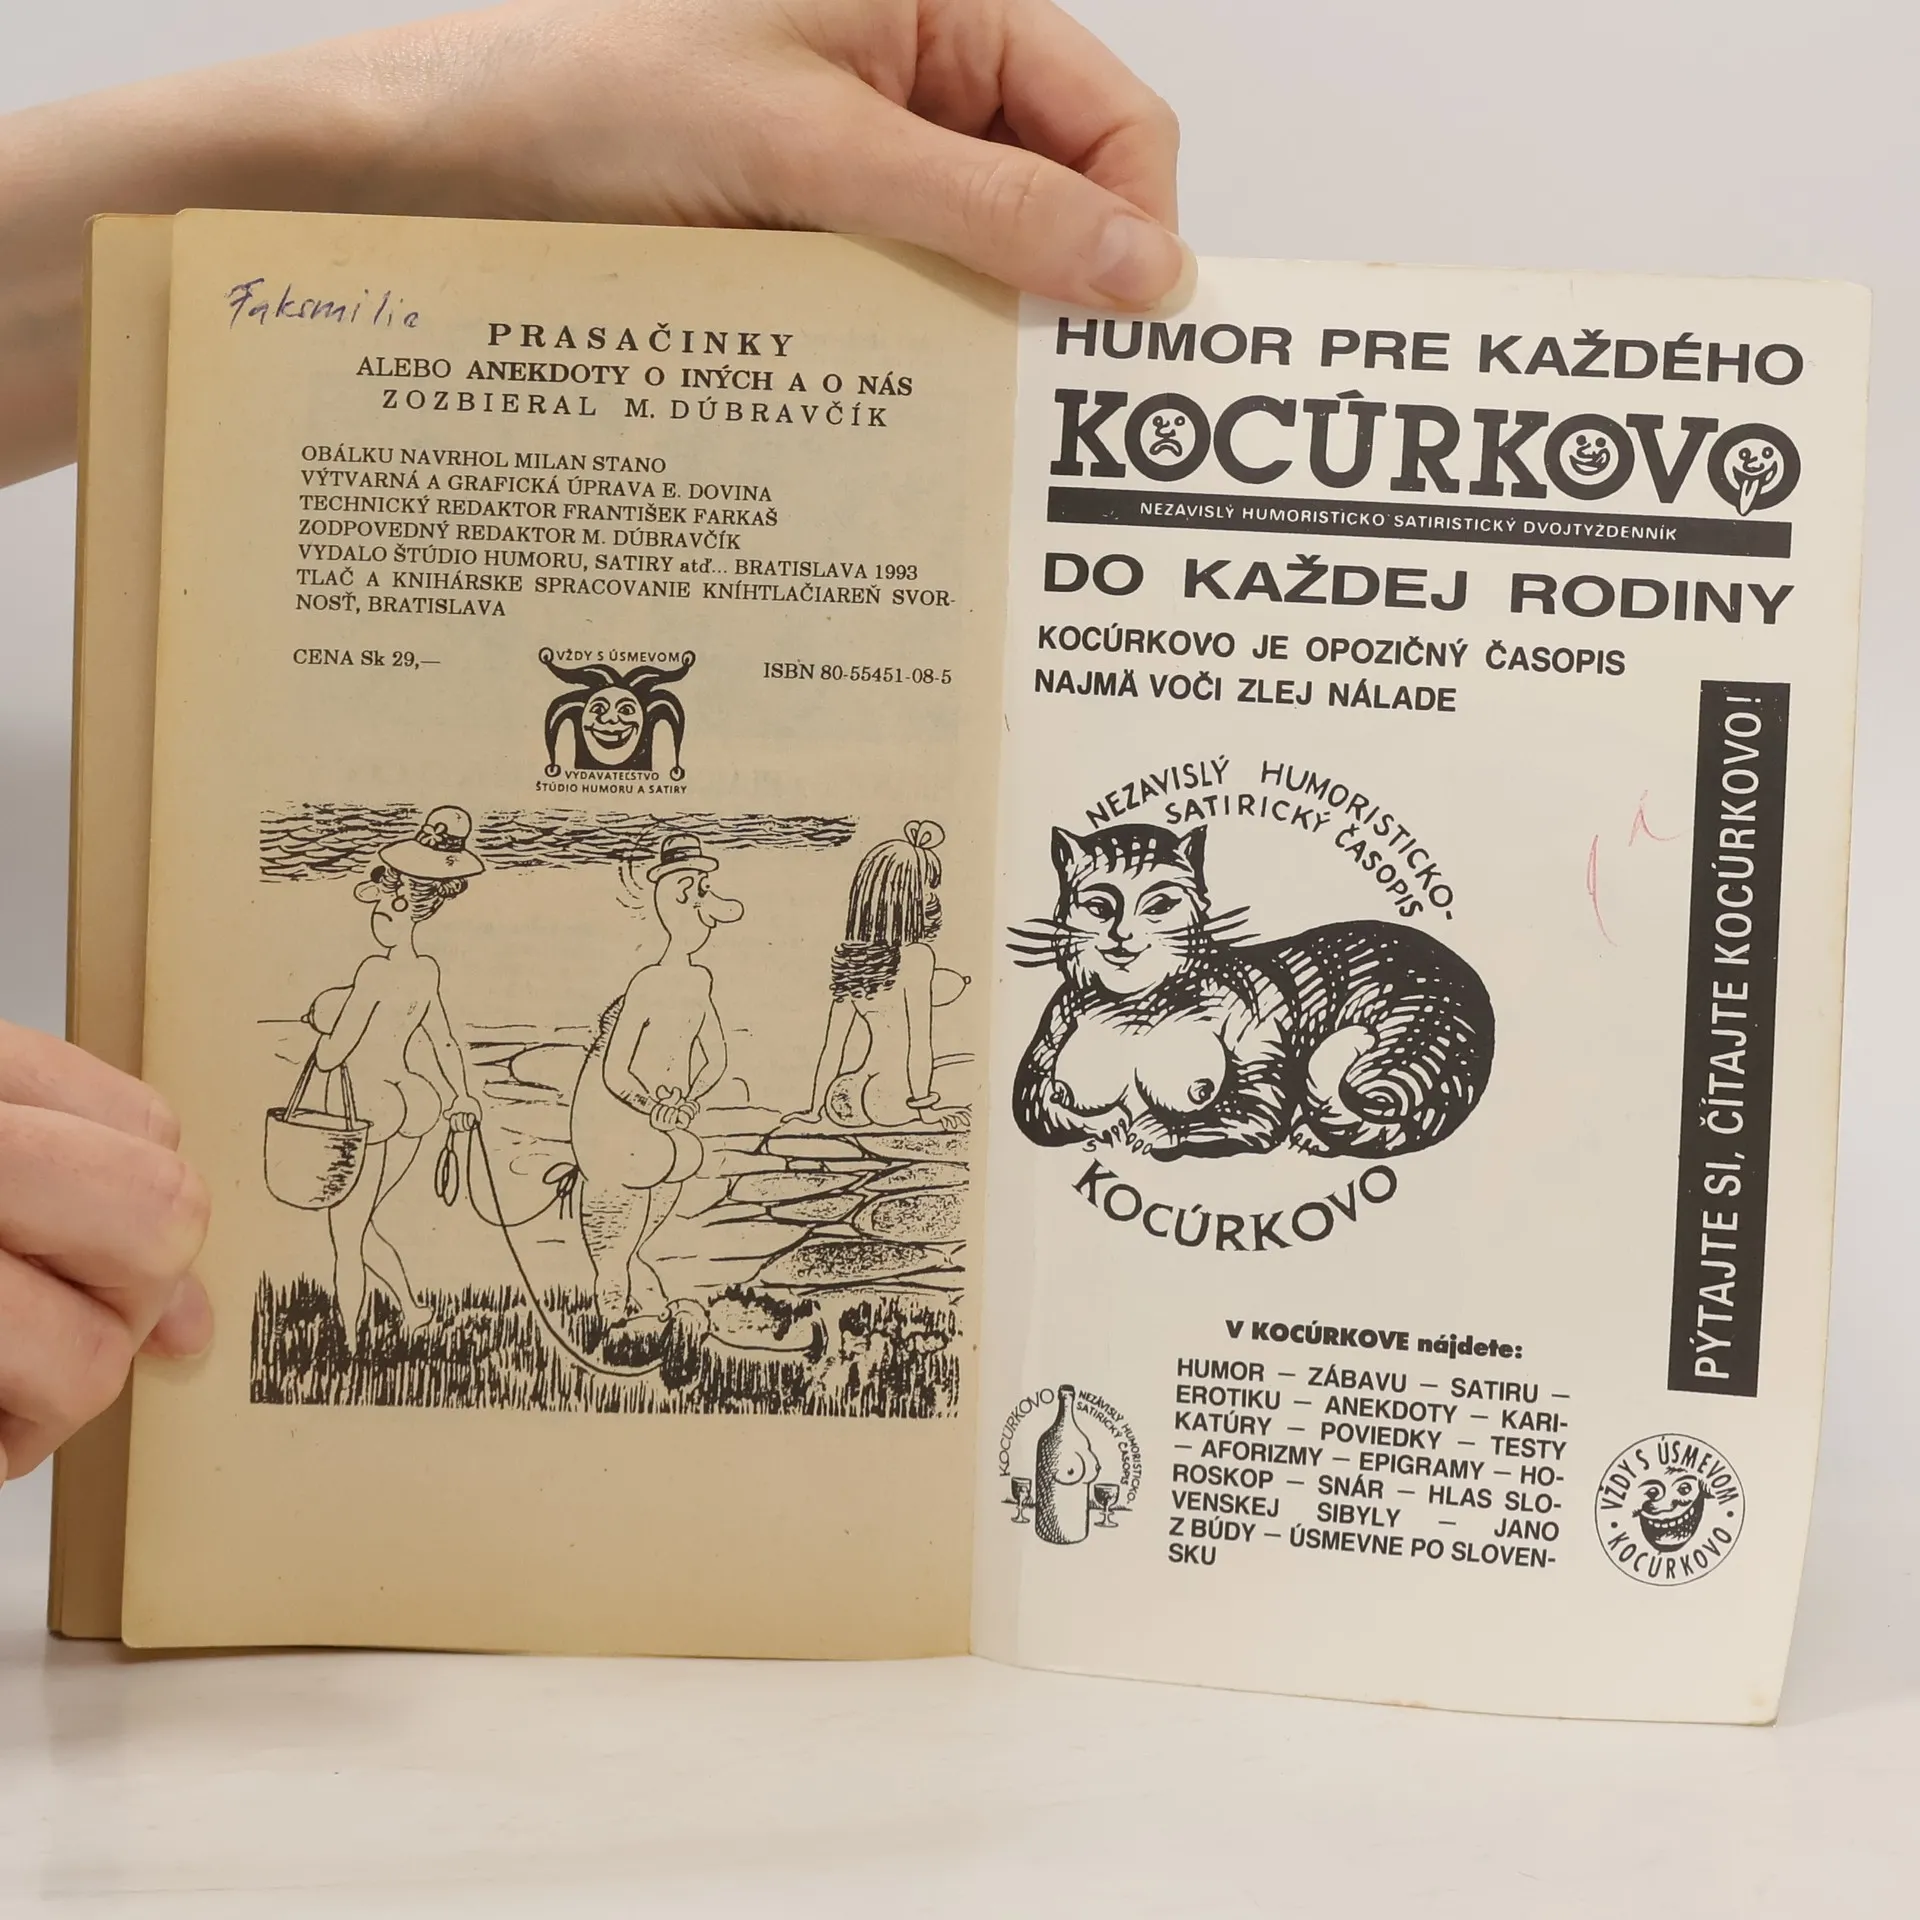 Faksmilie
PRASAČINKY
ALEBO ANEKDOTY O INÝCH A O NÁS
ZOZBIERAL M. DÚBRAVČÍK
OBÁLKU NAVRHOL MILAN STANO
VÝTVARNÁ A GRAFICKÁ ÚPRAVA E. DOVINA
TECHNICKÝ REDAKTOR FRANTIŠEK FARKAŠ
ZODPOVEDNÝ REDAKTOR M. DÚBRAVČÍK
VYDALO ŠTÚDIO HUMORU, SATIRY atď... BRATISLAVA 1993
TLAČ A KNIHÁRSKE SPRACOVANIE KNÍHTLAČIAREŇ SVOR-
NOSŤ, BRATISLAVA
CENA Sk 29,—
VŽDY S ÚSMEVOM
VYDAVATEĽSTVO
ŠTÚDIO HUMORU A SATIRY
ISBN 80-55451-08-5
HUMOR PRE KAŽDÉHO
KOCÚRKOVO
NEZAVISLÝ HUMORISTICKO SATIRISTICKÝ DVOJTYŽDENNÍK
DO KAŽDEJ RODINY
KOCÚRKOVO JE OPOZIČNÝ ČASOPIS
NAJMÄ VOČI ZLEJ NÁLADE
NEZAVISLÝ HUMORISTICKO-
SATIRICKÝ ČASOPIS
KOCÚRKOVO
PÝTAJTE SI, ČÍTAJTE KOCÚRKOVO!
V KOCÚRKOVE nájdete:
HUMOR — ZÁBAVU — SATIRU —
EROTIKU — ANEKDOTY — KARI-
KATÚRY — POVIEDKY — TESTY
— AFORIZMY — EPIGRAMY — HO-
ROSKOP — SNÁR — HLAS SLO-
VENSKEJ SIBYLY — JANO
Z BÚDY — ÚSMEVNE PO SLOVEN-
SKU
KOCÚRKOVO
NEZAVISLÝ HUMORISTICKO-
SATIRICKÝ ČASOPIS
VŽDY S ÚSMEVOM
KOCÚRKOVO